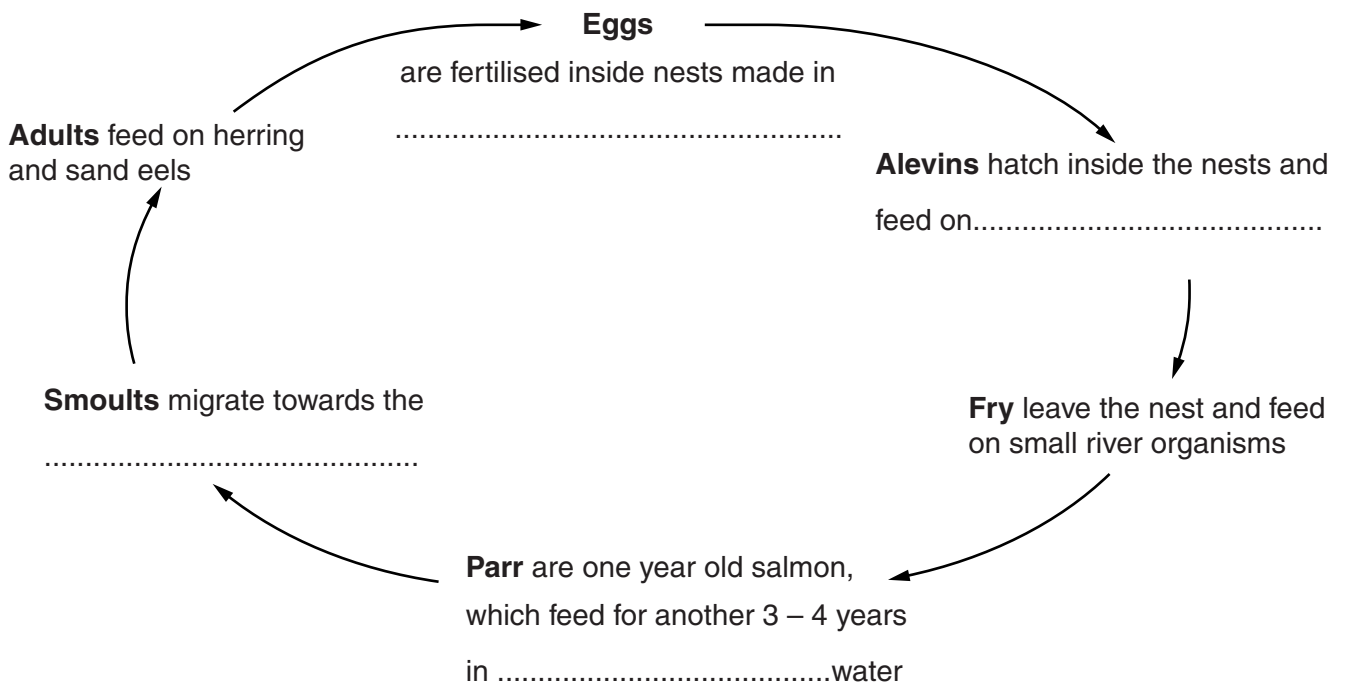 Eggs
are fertilised inside nests made in
......................................................
Alevins hatch inside the nests and
feed on..........................................
Fry leave the nest and feed
on small river organisms
Parr are one year old salmon,
which feed for another 3 – 4 years
in ........................................water
Smoults migrate towards the
.............................................
Adults feed on herring
and sand eels